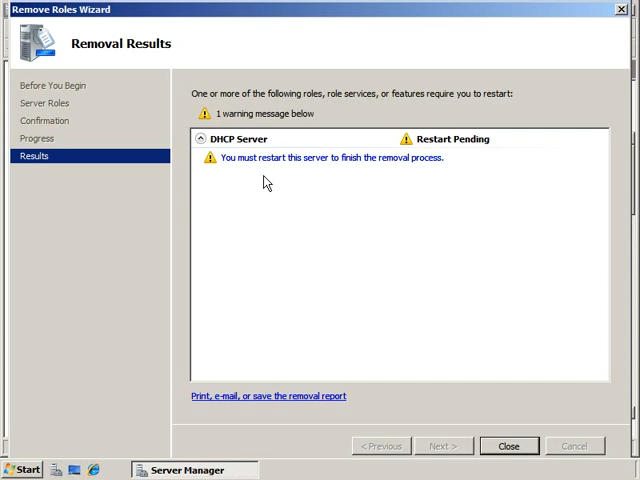 Remove Roles Wizard
Removal Results
Before You Begin
Server Roles
Confirmation
Progress
Results
One or more of the following roles, role services, or features require you to restart:
1 warning message below
DHCP Server
Restart Pending
You must restart this server to finish the removal process.
Print, e-mail, or save the removal report
< Previous
Next >
Close
Cancel
Start
Server Manager